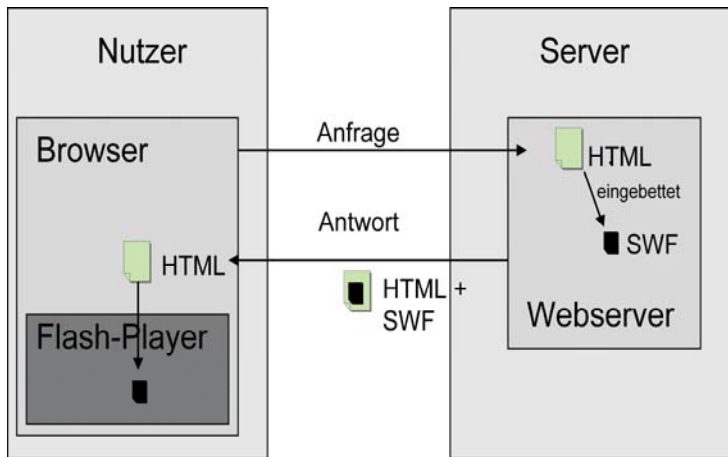 Nutzer
Browser
HTML
Flash-Player
Anfrage
Antwort
HTML +
SWF
Server
HTML
eingebettet
SWF
Webserver